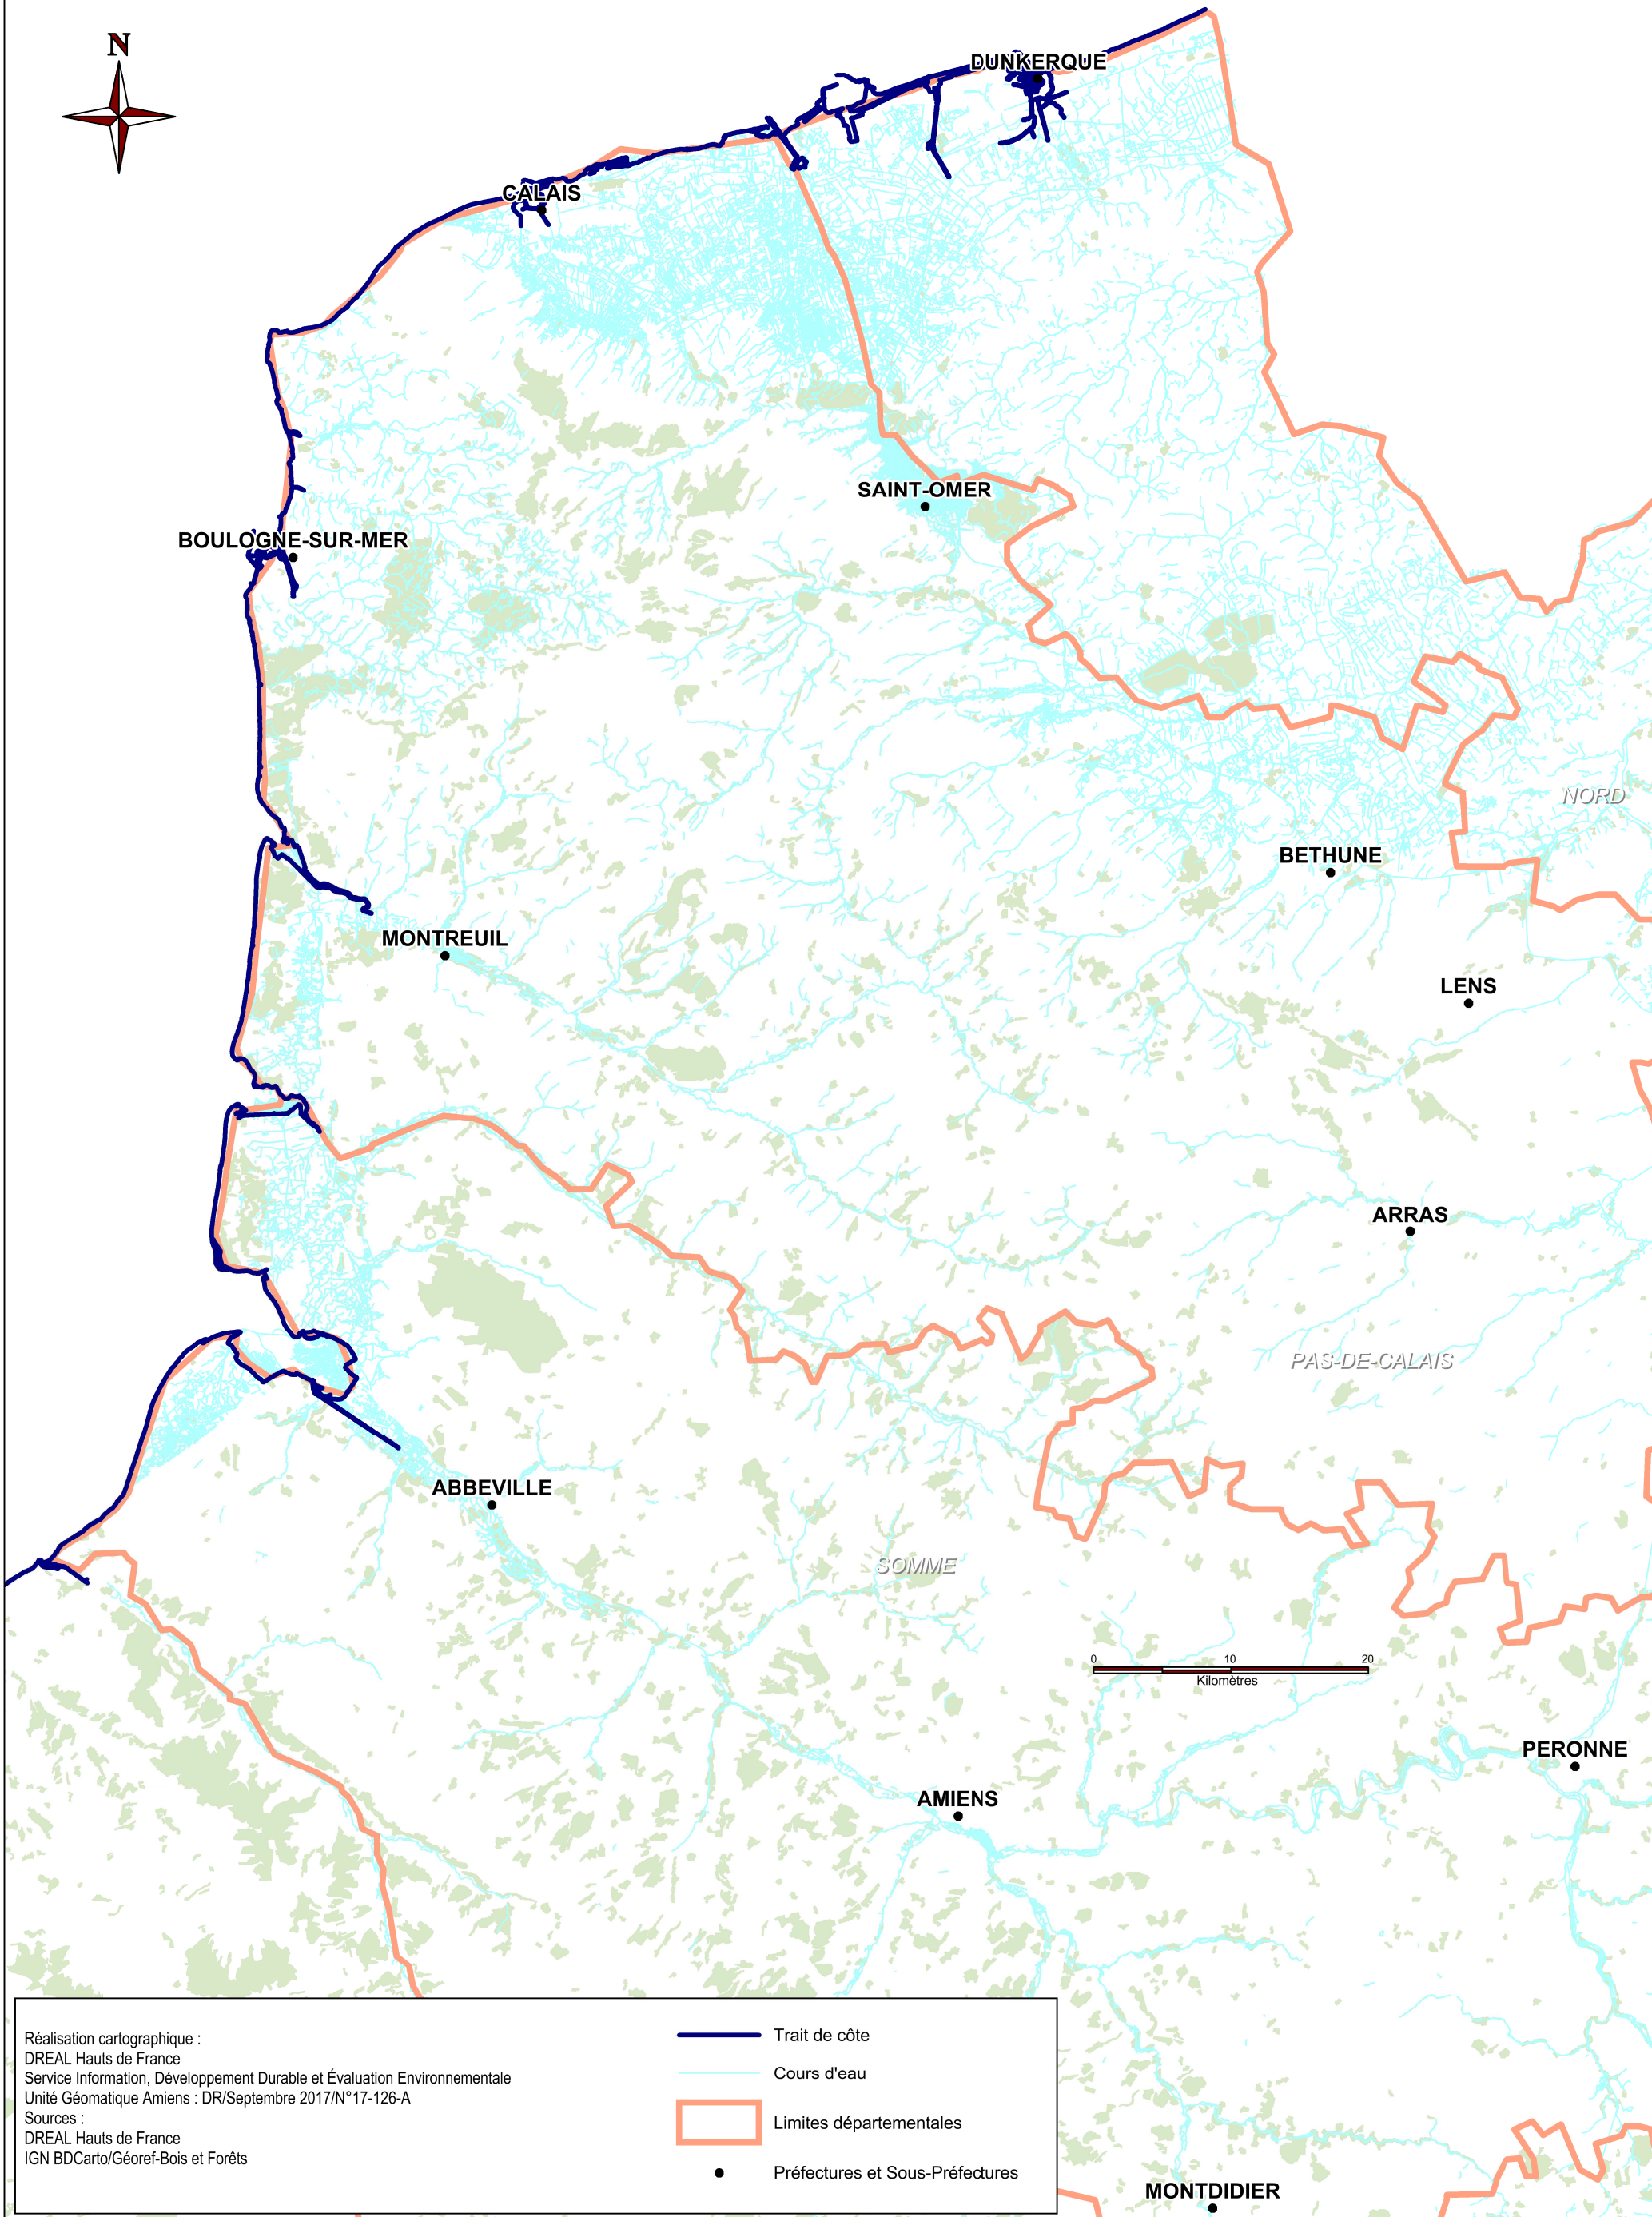 N
DUNKERQUE
CALAIS
SAINT-OMER
BOULOGNE-SUR-MER
NORD
BETHUNE
MONTREUIL
LENS
ARRAS
PAS-DE-CALAIS
ABBEVILLE
SOMME
0 10 20
Kilomètres
PERONNE
AMIENS
Réalisation cartographique :
DREAL Hauts de France
Service Information, Développement Durable et Évaluation Environnementale
Unité Géomatique Amiens : DR/Septembre 2017/N°17-126-A
Sources :
DREAL Hauts de France
IGN BDCarto/Géoref-Bois et Forêts
Trait de côte
Cours d'eau
Limites départementales
Préfectures et Sous-Préfectures
MONTDIDIER